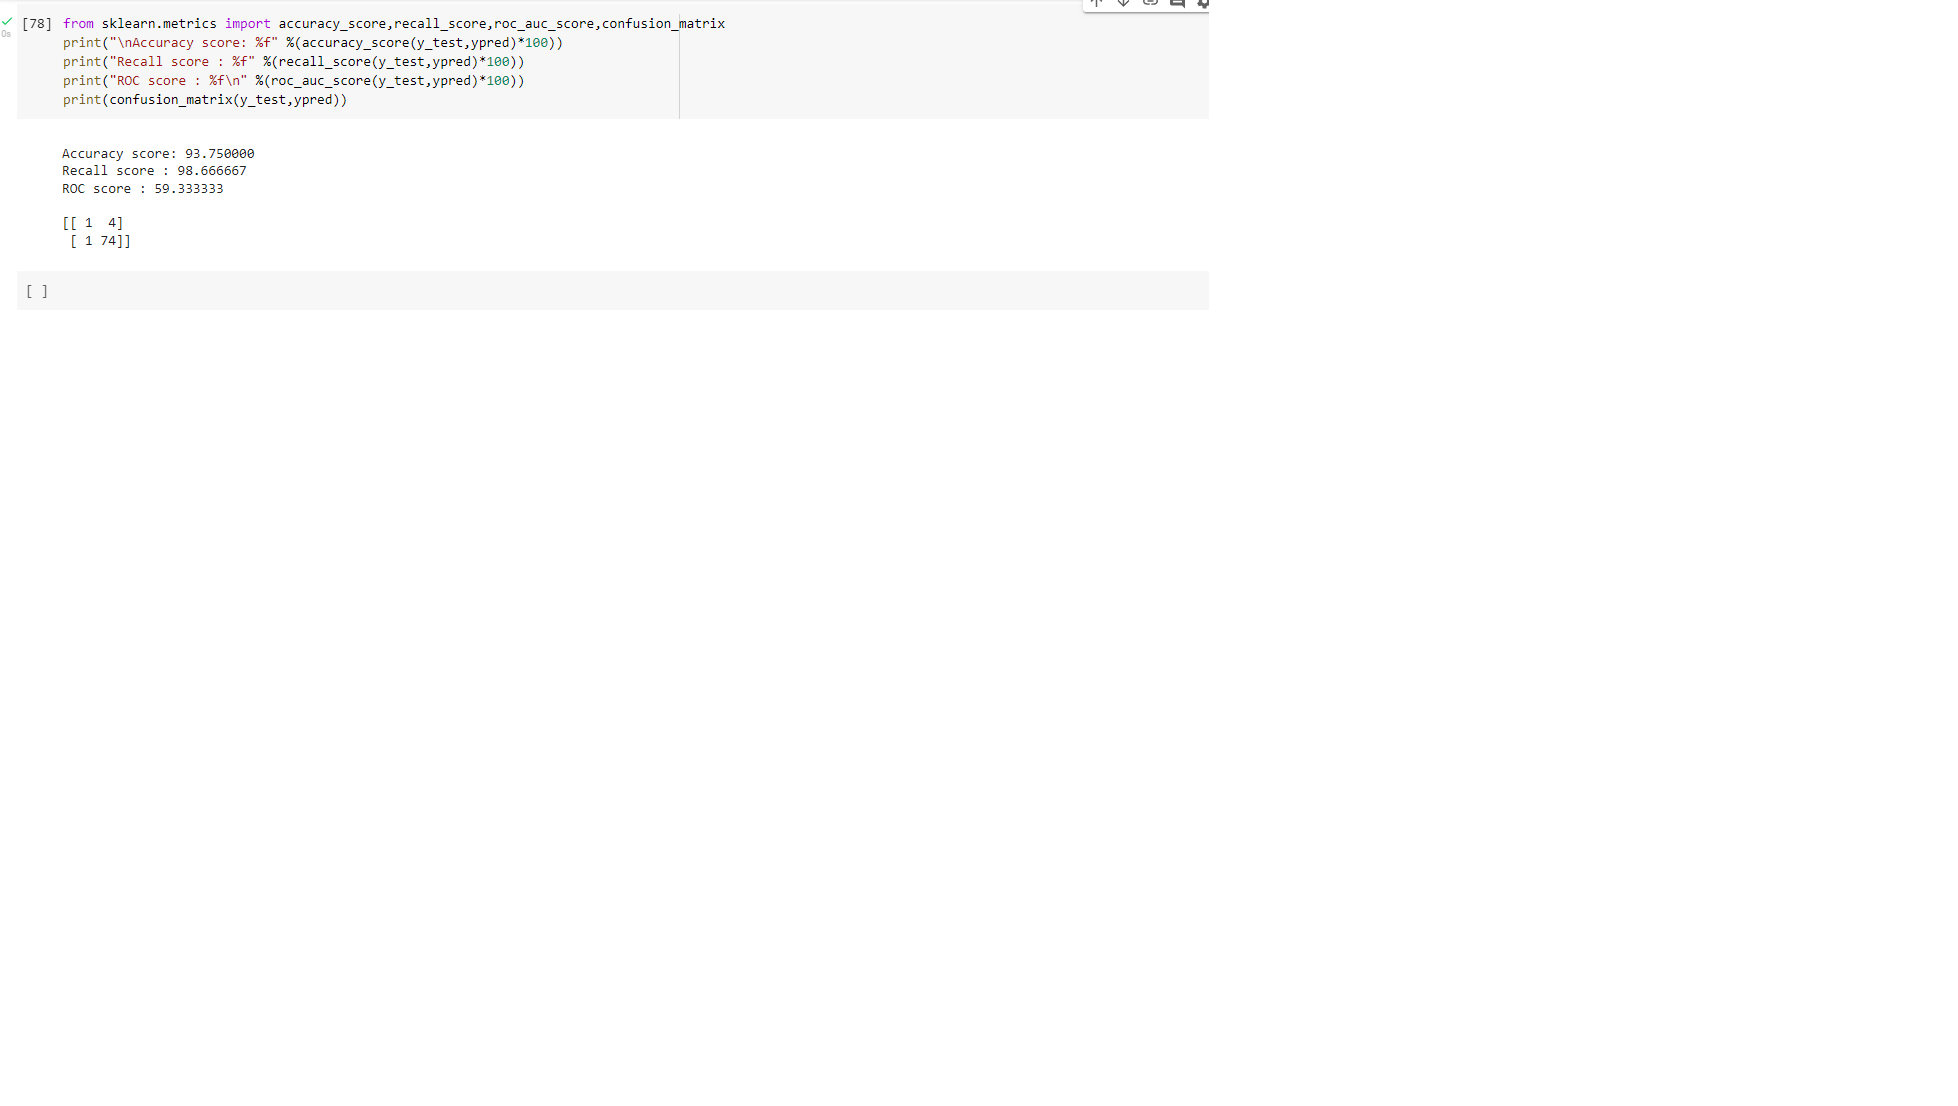 [78] from sklearn.metrics import accuracy_score,recall_score,roc_auc_score,confusion_matrix
0s
print("\nAccuracy score: %f" %(accuracy_score(y_test,ypred)*100))
print("Recall score : %f" %(recall_score(y_test,ypred)*100))
print("ROC score : %f\n" %(roc_auc_score(y_test,ypred)*100))
print(confusion_matrix(y_test,ypred))
Accuracy score: 93.750000
Recall score : 98.666667
ROC score : 59.333333
[[ 1  4]
 [ 1 74]]
[ ]